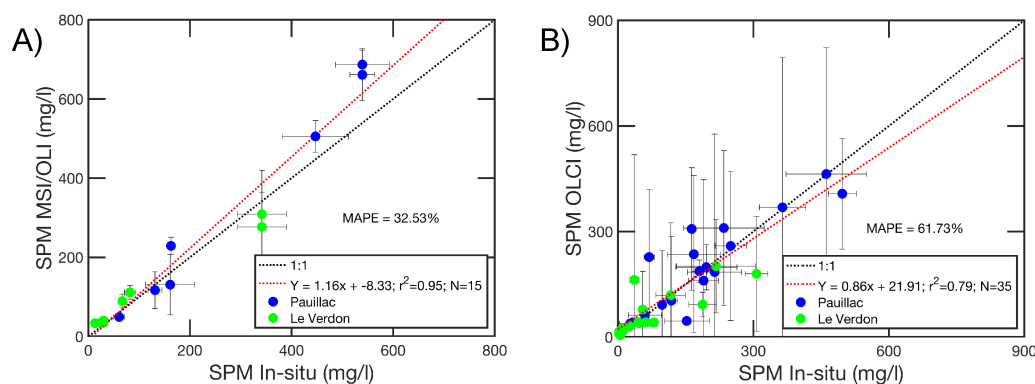 A)
800
600
400
200
0
0
200
400
600
800
SPM MSI/OLI (mg/l)
SPM In-situ (mg/l)
MAPE = 32.53%
1:1
Y = 1.16x + -8.33; r²=0.95; N=15
Pauillac
Le Verdon
B)
900
600
300
0
0
300
600
900
SPM OLCI (mg/l)
SPM In-situ (mg/l)
MAPE = 61.73%
1:1
Y = 0.86x + 21.91; r²=0.79; N=35
Pauillac
Le Verdon